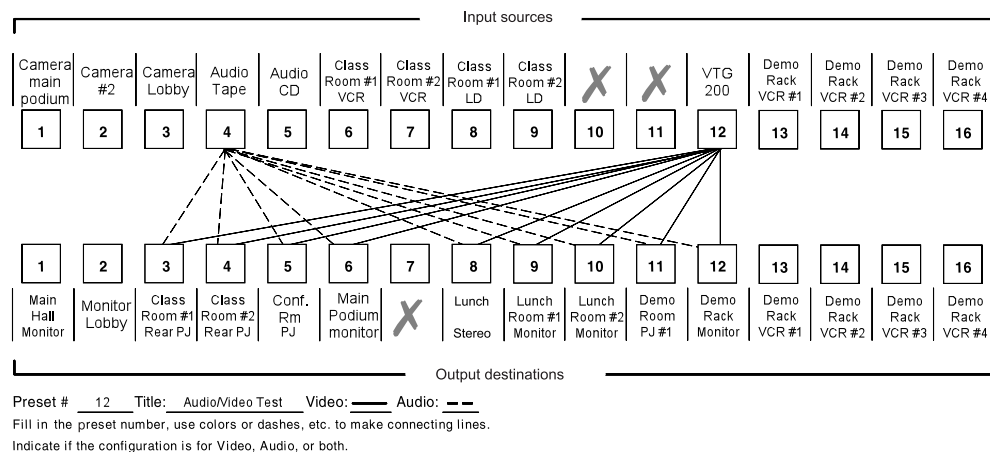 Input sources
Camera main podium
Camera #2
Camera Lobby
Audio Tape
Audio CD
Class Room #1 VCR
Class Room #2 VCR
Class Room #1 LD
Class Room #2 LD
VTG 200
Demo Rack VCR #1
Demo Rack VCR #2
Demo Rack VCR #3
Demo Rack VCR #4
1 2 3 4 5 6 7 8 9 10 11 12 13 14 15 16
1 2 3 4 5 6 7 8 9 10 11 12 13 14 15 16
Main Hall Monitor
Monitor Lobby
Class Room #1 Rear PJ
Class Room #2 Rear PJ
Conf. Rm PJ
Main Podium monitor
Lunch Stereo
Lunch Room #1 Monitor
Lunch Room #2 Monitor
Demo Room PJ #1
Demo Rack Monitor
Demo Rack VCR #1
Demo Rack VCR #2
Demo Rack VCR #3
Demo Rack VCR #4
Output destinations
Preset # 12 Title: Audio/Video Test Video: Audio:
Fill in the preset number, use colors or dashes, etc. to make connecting lines.
Indicate if the configuration is for Video, Audio, or both.